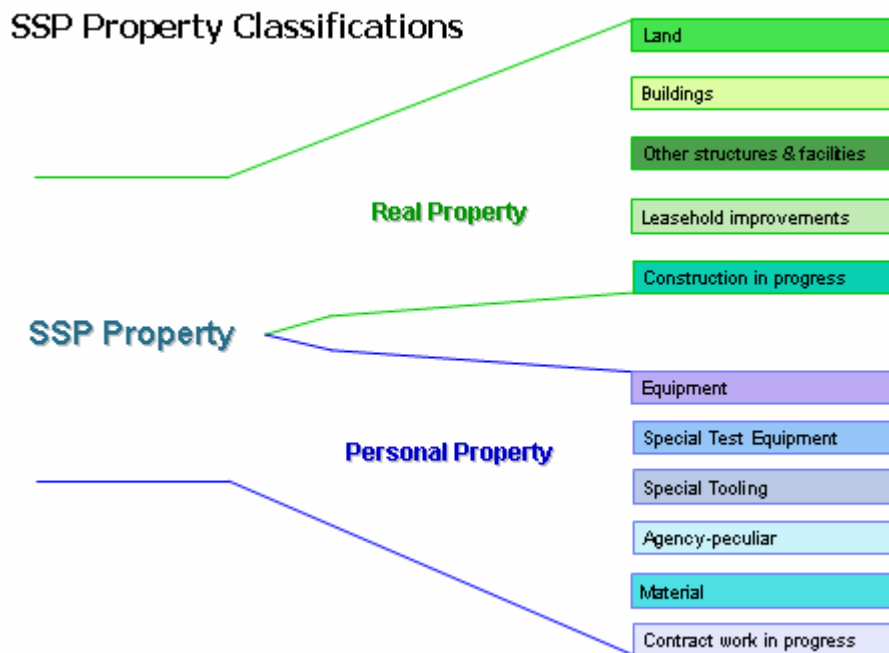 SSP Property Classifications
Land
Buildings
Other structures & facilities
Real Property
Leasehold improvements
Construction in progress
SSP Property
Equipment
Special Test Equipment
Personal Property
Special Tooling
Agency-peculiar
Material
Contract work in progress